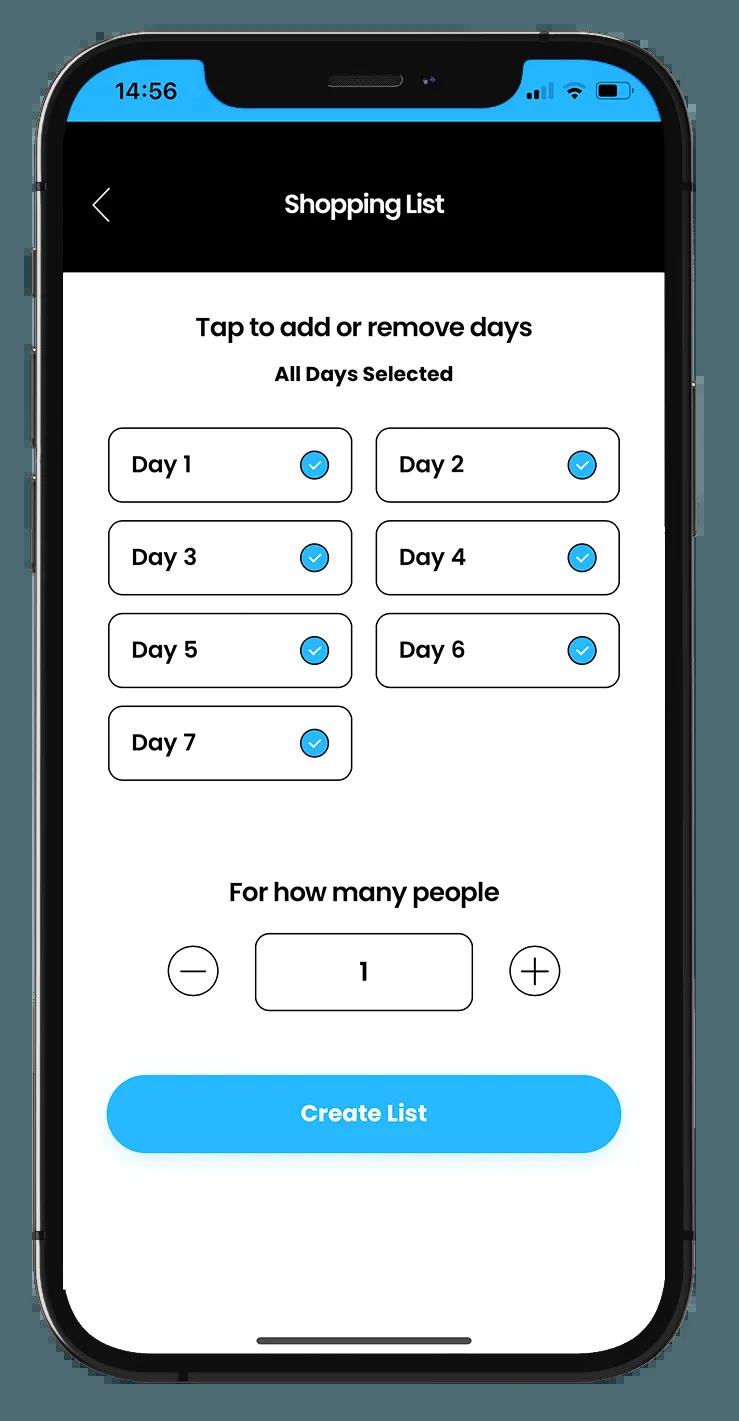 14:56
Shopping List
Tap to add or remove days
All Days Selected
Day 1
Day 2
Day 3
Day 4
Day 5
Day 6
Day 7
For how many people
1
Create List